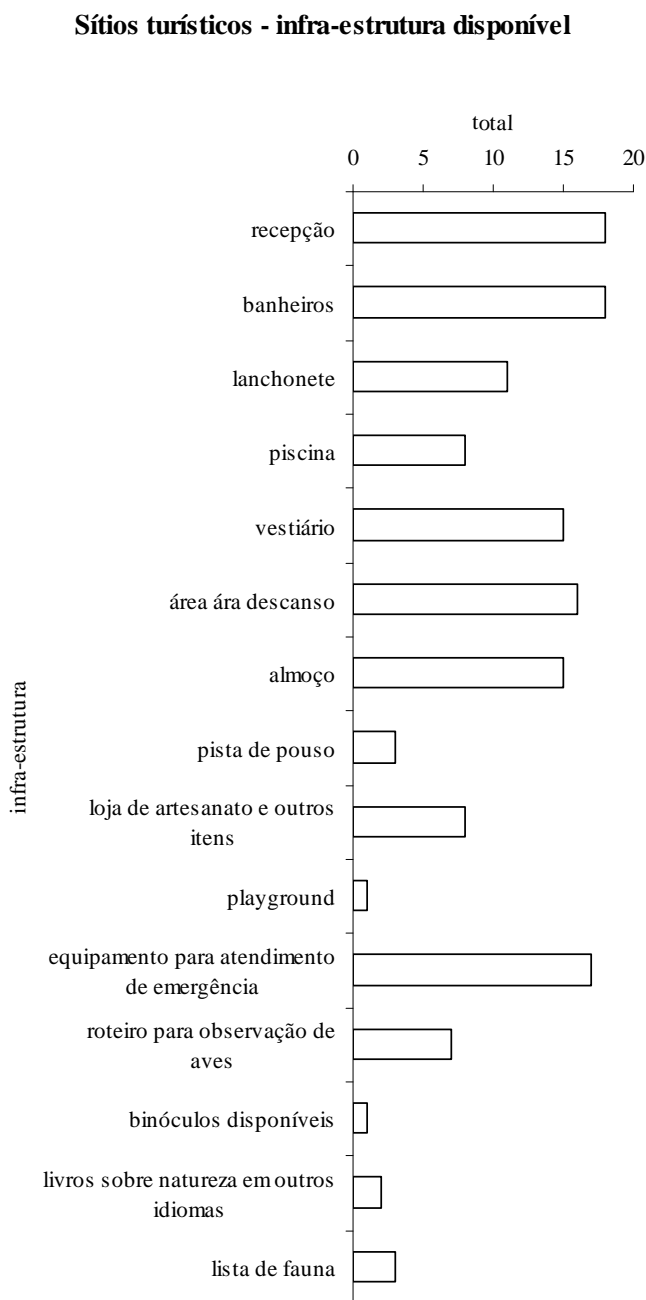 Sítios turísticos - infra-estrutura disponível
total
0 5 10 15 20
recepção
banheiros
lanchonete
piscina
vestiário
área ára descanso
almoço
pista de pouso
loja de artesanato e outros
itens
playground
equipamento para atendimento
de emergência
roteiro para observação de
aves
binóculos disponíveis
livros sobre natureza em outros
idiomas
lista de fauna
infra-estrutura